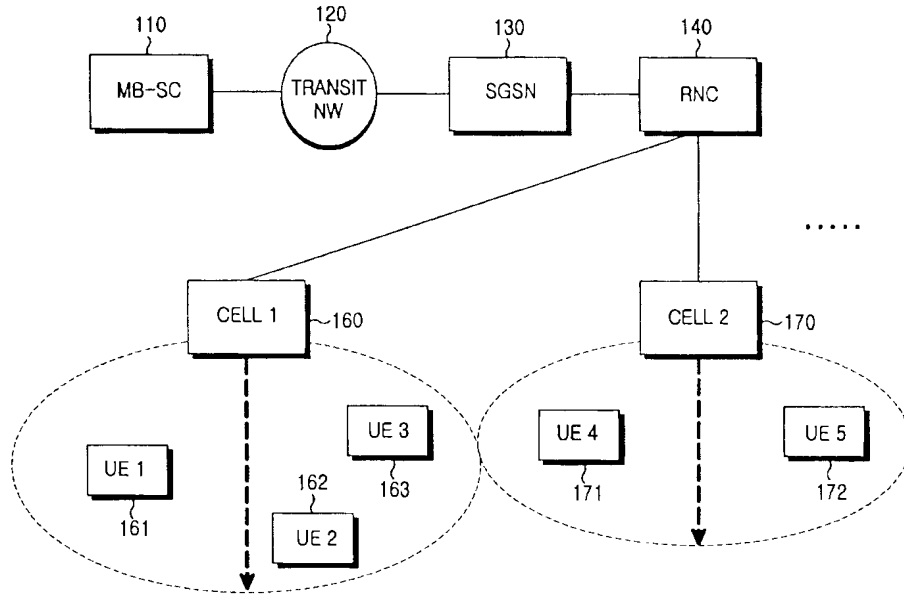 110
120
130
140
MB-SC
TRANSIT
NW
SGSN
RNC
.....
CELL 1
160
CELL 2
170
UE 1
161
162
UE 2
UE 3
163
UE 4
171
UE 5
172